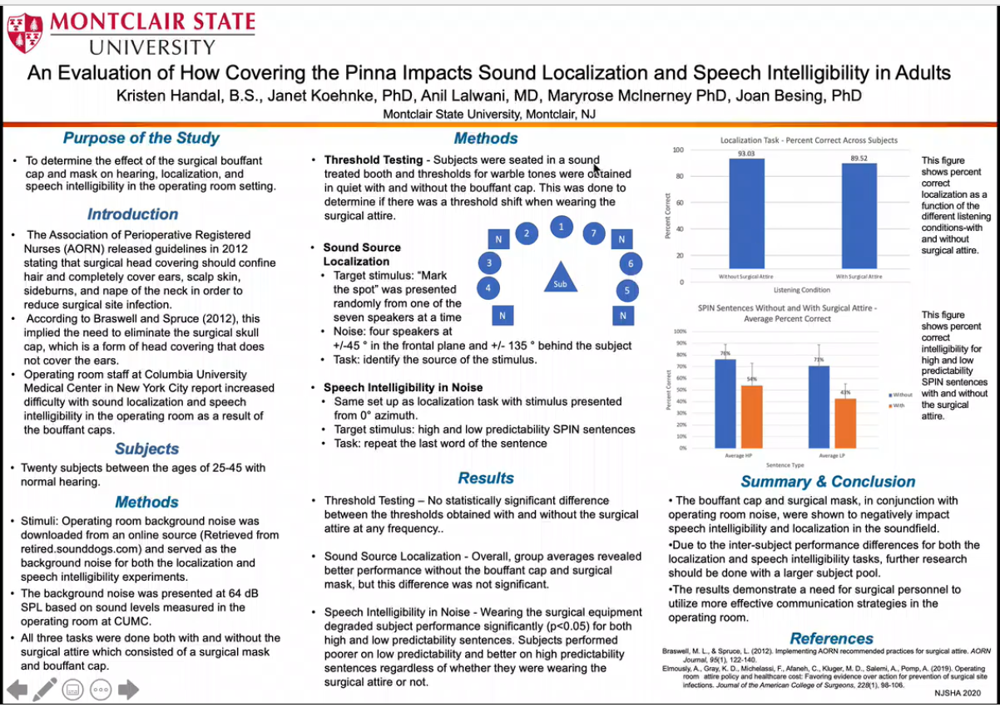 MONTCLAIR STATE
UNIVERSITY
An Evaluation of How Covering the Pinna Impacts Sound Localization and Speech Intelligibility in Adults
Kristen Handal, B.S., Janet Koehnke, PhD, Anil Lalwani, MD, Maryrose McInerney PhD, Joan Besing, PhD
Montclair State University, Montclair, NJ
Purpose of the Study
• To determine the effect of the surgical bouffant
cap and mask on hearing, localization, and
speech intelligibility in the operating room setting.
Introduction
• The Association of Perioperative Registered
Nurses (AORN) released guidelines in 2012
stating that surgical head covering should confine
hair and completely cover ears, scalp skin,
sideburns, and nape of the neck in order to
reduce surgical site infection.
• According to Braswell and Spruce (2012), this
implied the need to eliminate the surgical skull
cap, which is a form of head covering that does
not cover the ears.
• Operating room staff at Columbia University
Medical Center in New York City report increased
difficulty with sound localization and speech
intelligibility in the operating room as a result of
the bouffant caps.
Subjects
• Twenty subjects between the ages of 25-45 with
normal hearing.
Methods
• Stimuli: Operating room background noise was
downloaded from an online source (Retrieved from
retired.sounddogs.com) and served as the
background noise for both the localization and
speech intelligibility experiments.
• The background noise was presented at 64 dB
SPL based on sound levels measured in the
operating room at CUMC.
• All three tasks were done both with and without the
surgical attire which consisted of a surgical mask
and bouffant cap.
Methods
• Threshold Testing - Subjects were seated in a sound
treated booth and thresholds for warble tones were obtained
in quiet with and without the bouffant cap. This was done to
determine if there was a threshold shift when wearing the
surgical attire.
• Sound Source
Localization
• Target stimulus: "Mark
the spot" was presented
randomly from one of the
seven speakers at a time
• Noise: four speakers at
+/-45 ° in the frontal plane and +/- 135 ° behind the subject
• Task: identify the source of the stimulus.
N 2 1 7 N
3 6
4 Sub 5
N N
• Speech Intelligibility in Noise
• Same set up as localization task with stimulus presented
from 0° azimuth.
• Target stimulus: high and low predictability SPIN sentences
• Task: repeat the last word of the sentence
Results
• Threshold Testing – No statistically significant difference
between the thresholds obtained with and without the surgical
attire at any frequency..
• Sound Source Localization - Overall, group averages revealed
better performance without the bouffant cap and surgical
mask, but this difference was not significant.
• Speech Intelligibility in Noise - Wearing the surgical equipment
degraded subject performance significantly (p<0.05) for both
high and low predictability sentences. Subjects performed
poorer on low predictability and better on high predictability
sentences regardless of whether they were wearing the
surgical attire or not.
Localization Task - Percent Correct Across Subjects
100
80
60
40
20
0
Percent Correct
93.03
89.52
Without Surgical Attire
With Surgical Attire
Listening Condition
This figure
shows percent
correct
localization as a
function of the
different listening
conditions-with
and without
surgical attire.
SPIN Sentences Without and With Surgical Attire -
Average Percent Correct
100%
90%
80%
70%
60%
50%
40%
30%
20%
10%
0%
Percent Correct
76%
54%
71%
43%
Average HP
Average LP
Sentence Type
Without
With
This figure
shows percent
correct
intelligibility for
high and low
predictability
SPIN sentences
with and without
the surgical
attire.
Summary & Conclusion
• The bouffant cap and surgical mask, in conjunction with
operating room noise, were shown to negatively impact
speech intelligibility and localization in the soundfield.
•Due to the inter-subject performance differences for both the
localization and speech intelligibility tasks, further research
should be done with a larger subject pool.
•The results demonstrate a need for surgical personnel to
utilize more effective communication strategies in the
operating room.
References
Braswell, M. L., & Spruce, L. (2012). Implementing AORN recommended practices for surgical attire. AORN
Journal, 95(1), 122-140.
Elmously, A., Gray, K. D., Michelassi, F., Afaneh, C., Kluger, M. D., Salemi, A., Pomp, A. (2019). Operating
room attire policy and healthcare cost: Favoring evidence over action for prevention of surgical site
infections. Journal of the American College of Surgeons, 228(1), 98-106.
NJSHA 2020